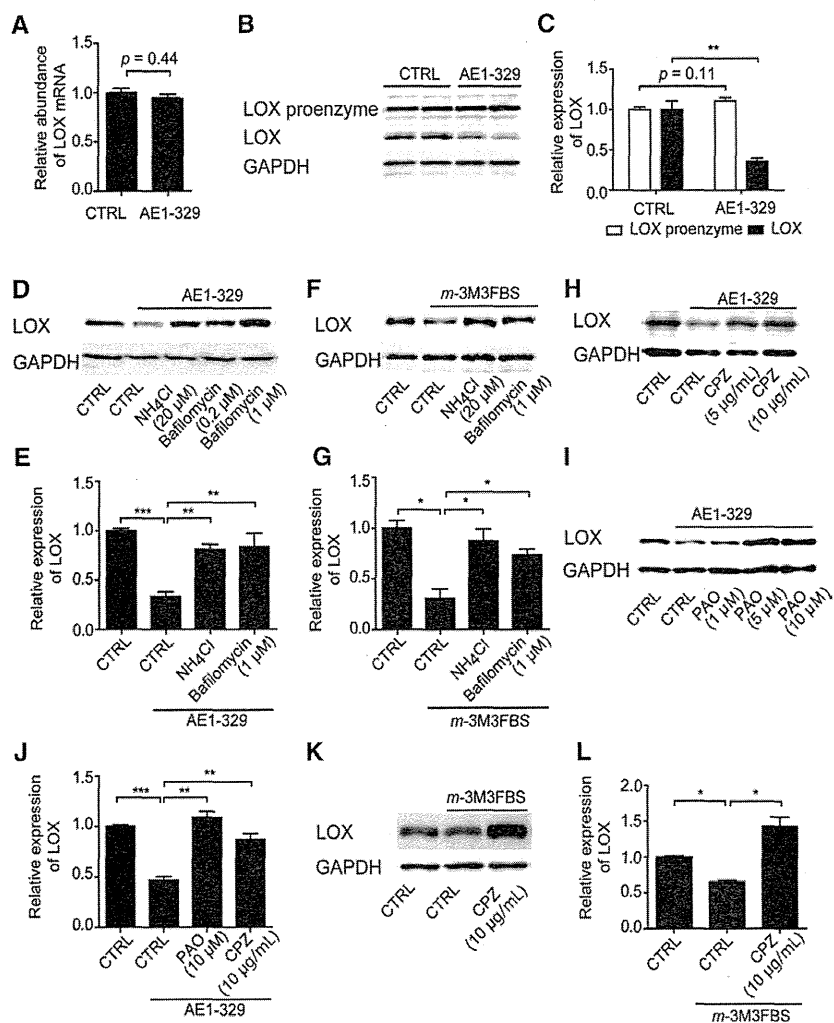 A
Relative abundance
of LOX mRNA
1.5
1.0
0.5
0.0
p = 0.44
CTRL AE1-329
B
CTRL AE1-329
LOX proenzyme
LOX
GAPDH
C
Relative expression
of LOX
1.5
1.0
0.5
0.0
**
p = 0.11
CTRL AE1-329
LOX proenzyme LOX
D
AE1-329
LOX
GAPDH
CTRL
CTRL
NH4Cl
(20 µM)
Bafilomycin
(0.2 µM)
Bafilomycin
(1 µM)
F
m-3M3FBS
LOX
GAPDH
CTRL
CTRL
NH4Cl
(20 µM)
Bafilomycin
(1 µM)
H
AE1-329
LOX
GAPDH
CTRL
CTRL
CPZ
(5 µg/mL)
CPZ
(10 µg/mL)
E
Relative expression
of LOX
1.5
1.0
0.5
0.0
**
*** **
CTRL
CTRL
NH4Cl
Bafilomycin
(1 µM)
AE1-329
G
Relative expression
of LOX
1.5
1.0
0.5
0.0
*
* *
CTRL
CTRL
NH4Cl
Bafilomycin
(1 µM)
m-3M3FBS
I
AE1-329
LOX
GAPDH
CTRL
CTRL
PAO
(1 µM)
PAO
(5 µM)
PAO
(10 µM)
J
Relative expression
of LOX
1.5
1.0
0.5
0.0
**
*** **
CTRL
CTRL
PAO
(10 µM)
CPZ
(10 µg/mL)
AE1-329
K
m-3M3FBS
LOX
GAPDH
CTRL
CTRL
CPZ
(10 µg/mL)
L
Relative expression
of LOX
2.0
1.5
1.0
0.5
0.0
* *
CTRL
CTRL
CPZ
(10 µg/mL)
m-3M3FBS